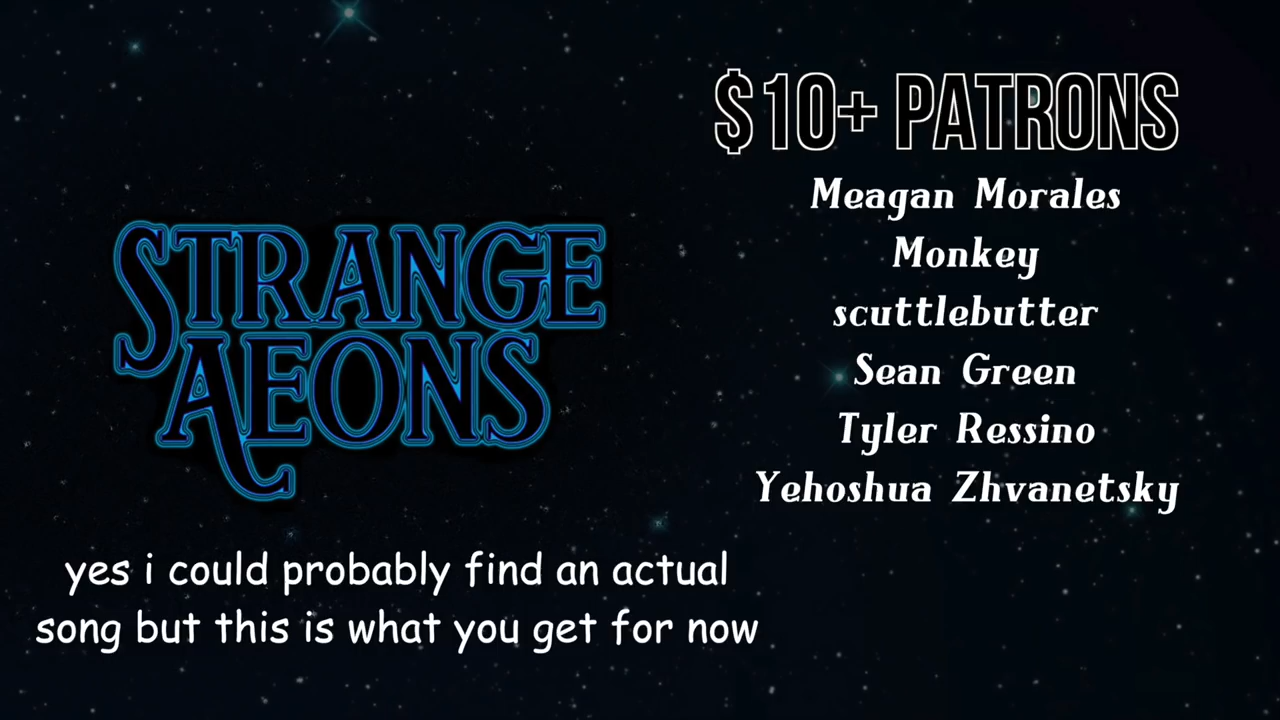 STRANGE
AEONS
$10+ PATRONS
Meagan Morales
Monkey
scuttlebutter
Sean Green
Tyler Ressino
Yehoshua Zhvanetsky
yes i could probably find an actual
song but this is what you get for now